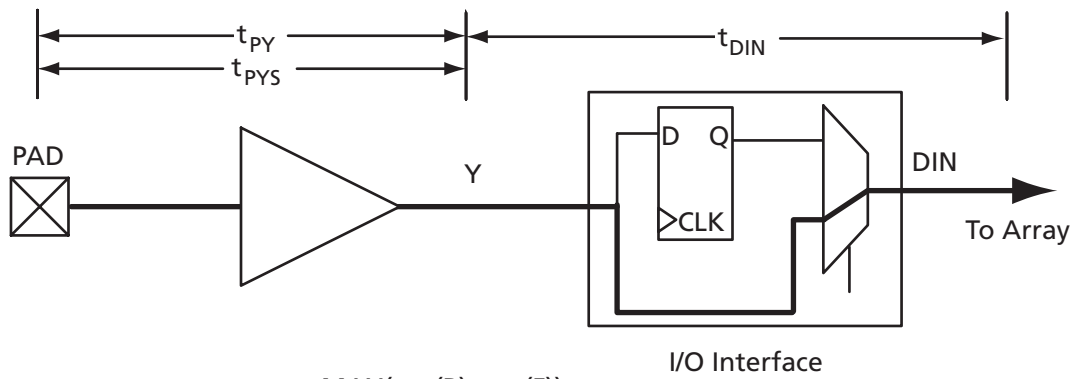 tPY
tDIN
tPYS
PAD
Y
D Q
CLK
DIN
To Array
I/O Interface